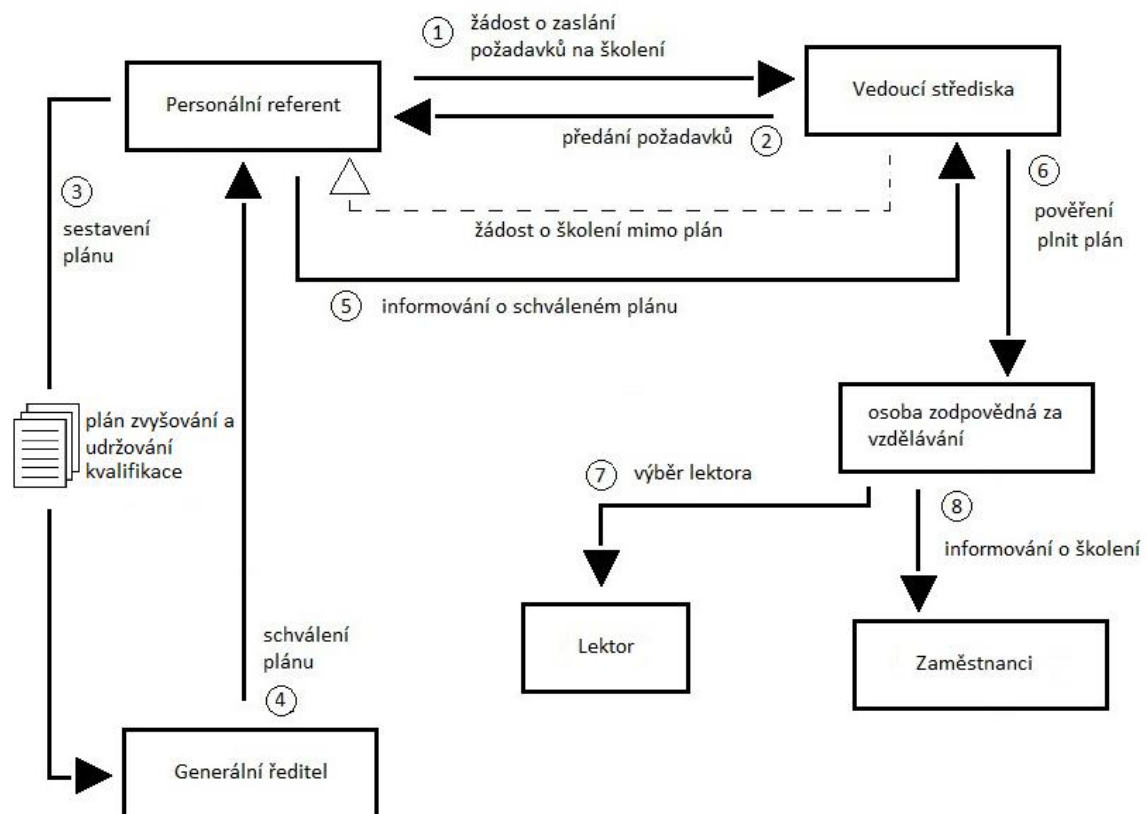 1
žádost o zaslání
požadavků na školení
Personální referent
Vedoucí střediska
předání požadavků
2
3
sestavení
plánu
žádost o školení mimo plán
6
pověření
plnit plán
5
informování o schváleném plánu
plán zvyšování a
udržování
kvalifikace
osoba zodpovědná za
vzdělávání
7
výběr lektora
8
informování o školení
Lektor
Zaměstnanci
schválení
plánu
4
Generální ředitel